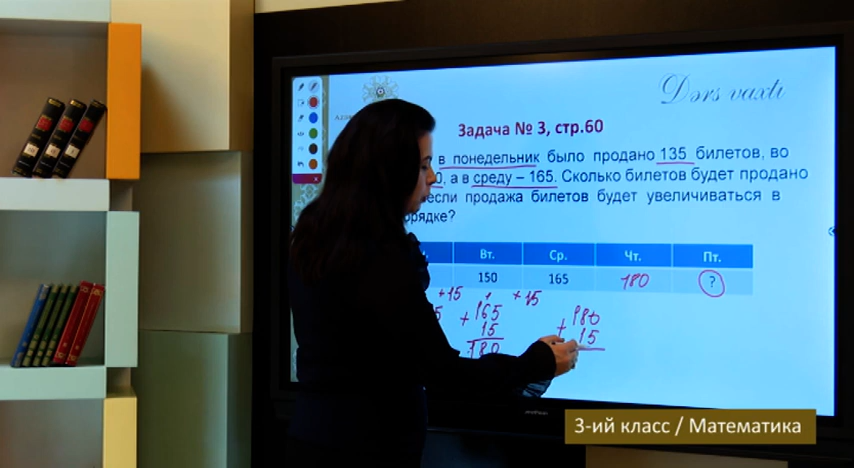 Dərs vaxtı
Задача № 3, стр.60
в понедельник было продано 135 билетов, во
0, а в среду – 165. Сколько билетов будет продано
если продажа билетов будет увеличиваться в
рядке?
Вт. Ср. Чт. Пт.
150 165 180 ?
+15 +15
1
+ 165
15
180
+ 180
15
3-ий класс / Математика